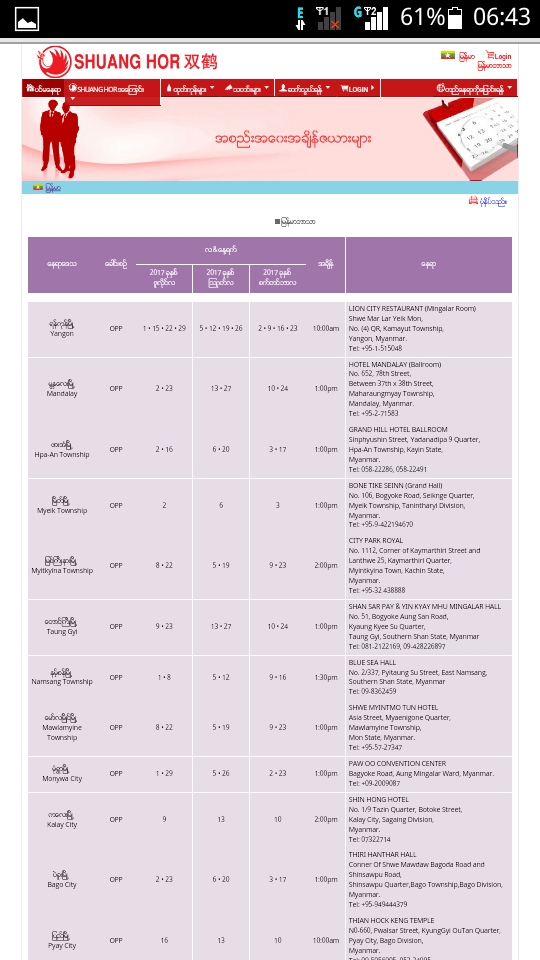 E
1
G
2
61%
06:43
SHUANG HOR 双鹤
မြန်မာ
Login
မြန်မာဘာသာ
ပင်မနေရာ
SHUANG HOR အကြောင်း
ထုတ်ကုန်များ
သတင်းများ
ဆက်သွယ်ရန်
LOGIN
အစည်းအဝေးအချိန်ဇယားများ
မြန်မာ
ပုံနှိပ်သည်။
မြန်မာဘာသာ
လ & နေ့ရက်
နေရာဒေသ
ခေါင်းစဉ်
အချိန်
နေရာ
2017 ခုနှစ်
ဇူလိုင်လ
2017 ခုနှစ်
ဩဂုတ်လ
2017 ခုနှစ်
စက်တင်ဘာလ
ရန်ကုန်မြို့
Yangon
OPP
1 • 15 • 22 • 29
5 • 12 • 19 • 26
2 • 9 • 16 • 23
10:00am
LION CITY RESTAURANT (Mingalar Room)
Shwe Mar Lar Yeik Mon,
No. (4) QR, Kamayut Township,
Yangon, Myanmar.
Tel: +95-1-515048
မန္တလေးမြို့
Mandalay
OPP
2 • 23
13 • 27
10 • 24
1:00pm
HOTEL MANDALAY (Ballroom)
No. 652, 78th Street,
Between 37th x 38th Street,
Maharaungmyay Township,
Mandalay, Myanmar.
Tel: +95-2-71583
ဖားအံမြို့
Hpa-An Township
OPP
2 • 16
6 • 20
3 • 17
1:00pm
GRAND HILL HOTEL BALLROOM
Sinphyushin Street, Yadanadipa 9 Quarter,
Hpa-An Township, Kayin State,
Myanmar.
Tel: 058-22286, 058-22491
မြိတ်မြို့
Myeik Township
OPP
2
6
3
1:00pm
BONE TIKE SEINN (Grand Hall)
No. 106, Bogyoke Road, Seiknge Quarter,
Myeik Township, Tanintharyi Division,
Myanmar.
Tel: +95-9-422194670
မြစ်ကြီးနားမြို့
Myitkyina Township
OPP
8 • 22
5 • 19
9 • 23
2:00pm
CITY PARK ROYAL
No. 1112, Corner of Kaymarthiri Street and
Lanthwe 25, Kaymarthiri Quarter,
Myintkyina Town, Kachin State,
Myanmar.
Tel: +95-32 438888
တောင်ကြီးမြို့
Taung Gyi
OPP
9 • 23
13 • 27
10 • 24
1:00pm
SHAN SAR PAY & YIN KYAY MHU MINGALAR HALL
No. 51, Bogyoke Aung San Road,
Kyaung Kyee Su Quarter,
Taung Gyi, Southern Shan State, Myanmar
Tel: 081-2122169, 09-428226897
နမ့်စန်မြို့
Namsang Township
OPP
1 • 8
5 • 12
9 • 16
1:30pm
BLUE SEA HALL
No. 2/337, Pyitaung Su Street, East Namsang,
Southern Shan State, Myanmar
Tel: 09-8362459
မော်လမြိုင်မြို့
Mawlamyine
Township
OPP
8 • 22
5 • 19
9 • 23
1:00pm
SHWE MYINTMO TUN HOTEL
Asia Street, Myaenigone Quarter,
Mawlamyine Township,
Mon State, Myanmar.
Tel: +95-57-27347
မုံရွာမြို့
Monywa City
OPP
1 • 29
5 • 26
2 • 23
1:00pm
PAW OO CONVENTION CENTER
Bagyoke Road, Aung Mingalar Ward, Myanmar.
Tel: +09-2009087
ကလေးမြို့
Kalay City
OPP
9
13
10
2:00pm
SHIN HONG HOTEL
No. 1/9 Tazin Quarter, Botoke Street,
Kalay City, Sagaing Division,
Myanmar.
Tel: 07322714
ပဲခူးမြို့
Bago City
OPP
2 • 23
6 • 20
3 • 17
1:00pm
THIRI HANTHAR HALL
Conner Of Shwe Mawdaw Bagoda Road and
Shinsawpu Road,
Shinsawpu Quarter,Bago Township,Bago Division,
Myanmar.
Tel: +95-949444379
ပြည်မြို့
Pyay City
OPP
16
13
10
10:00am
THIAN HOCK KENG TEMPLE
N0-660, Pwalsar Street, KyungGyi OuTan Quarter,
Pyay City, Bago Division,
Myanmar.